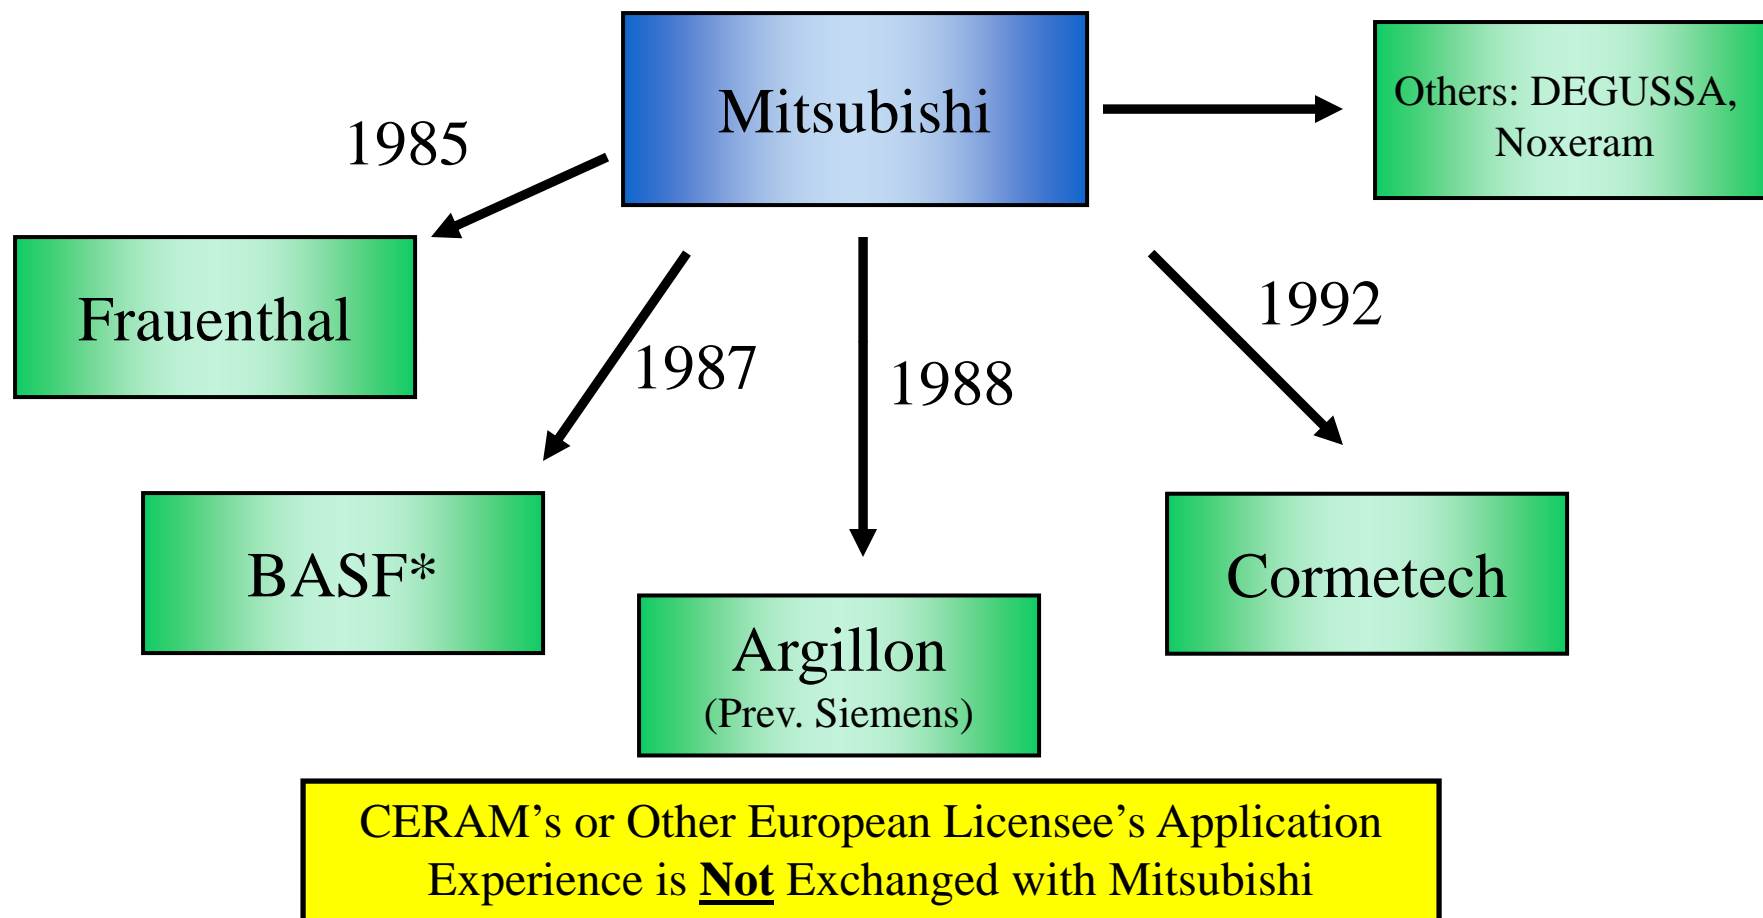 Mitsubishi
Others: DEGUSSA,
Noxeram
1985
Frauenthal
1987
1988
1992
BASF*
Argillon
(Prev. Siemens)
Cormetech
CERAM’s or Other European Licensee’s Application
Experience is Not Exchanged with Mitsubishi